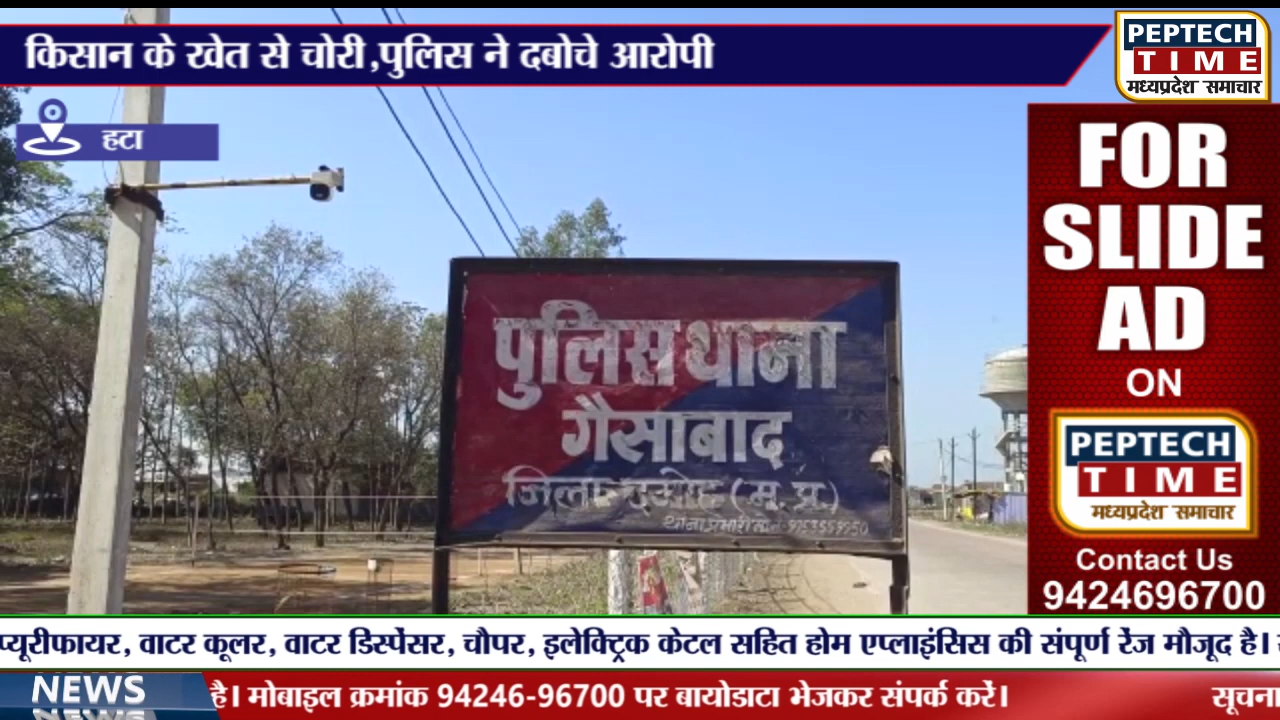 किसान के खेत से चोरी,पुलिस ने दबोचे आरोपी
PEPTECH
TIME
मध्यप्रदेश समाचार
हटा
FOR
SLIDE
AD
ON
PEPTECH
TIME
मध्यप्रदेश समाचार
Contact Us
9424696700
पुलिस थाना
गैसाबाद
जिला दमोह (म.प्र.)
प्यूरीफायर, वाटर कूलर, वाटर डिस्पेंसर, चौपर, इलेक्ट्रिक केटल सहित होम एप्लाइंसिस की संपूर्ण रेंज मौजूद है।
NEWS
है। मोबाइल क्रमांक 94246-96700 पर बायोडाटा भेजकर संपर्क करें।
सूचना